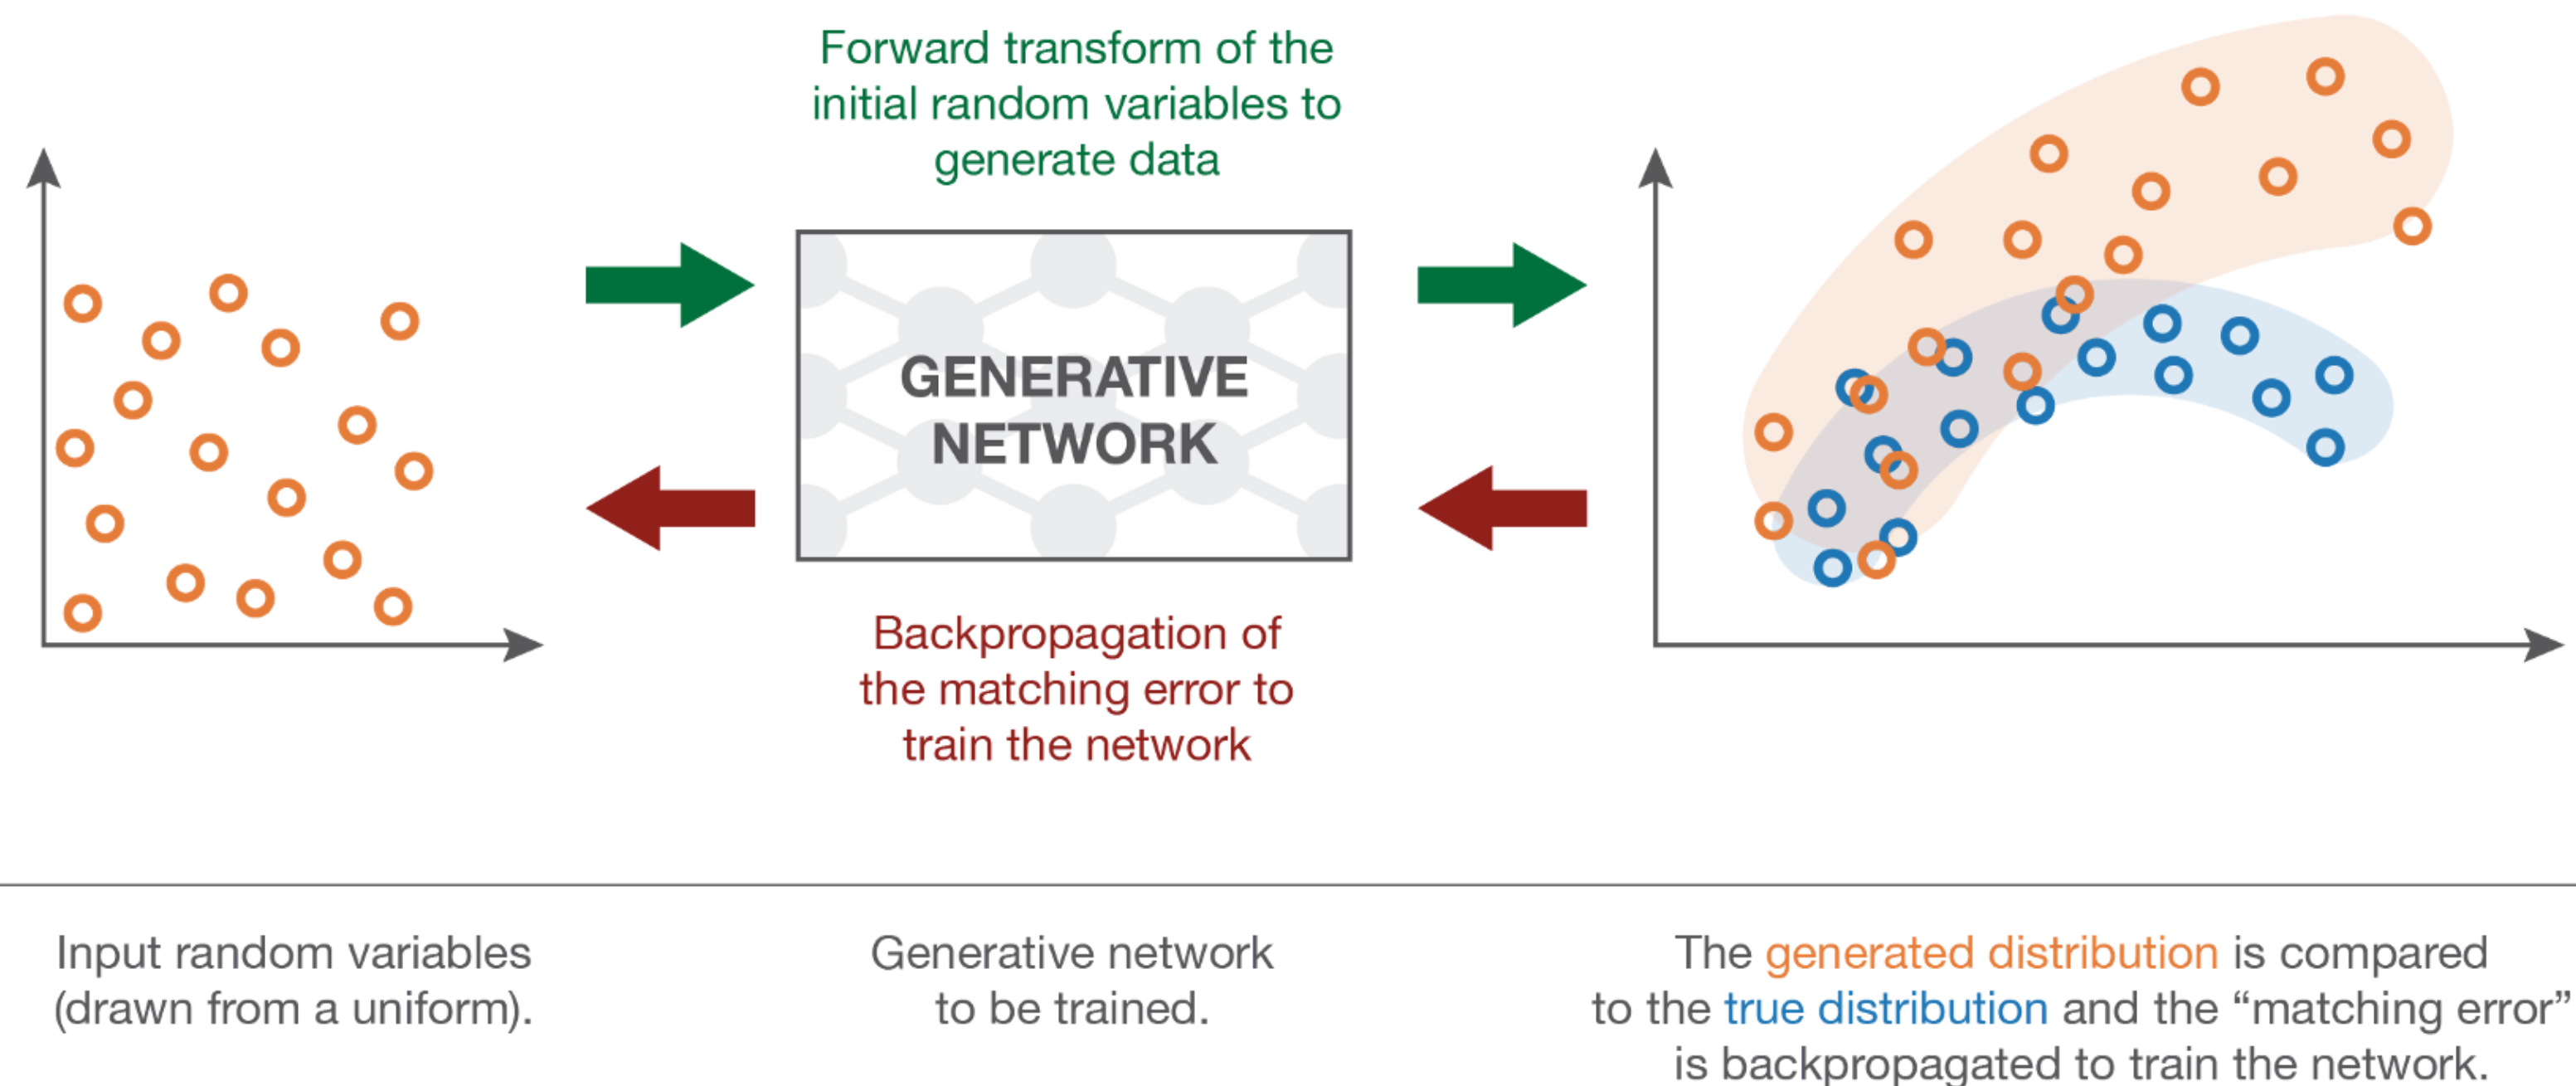 Forward transform of the
initial random variables to
generate data
GENERATIVE
NETWORK
Backpropagation of
the matching error to
train the network
Input random variables
(drawn from a uniform).
Generative network
to be trained.
The generated distribution is compared
to the true distribution and the “matching error”
is backpropagated to train the network.